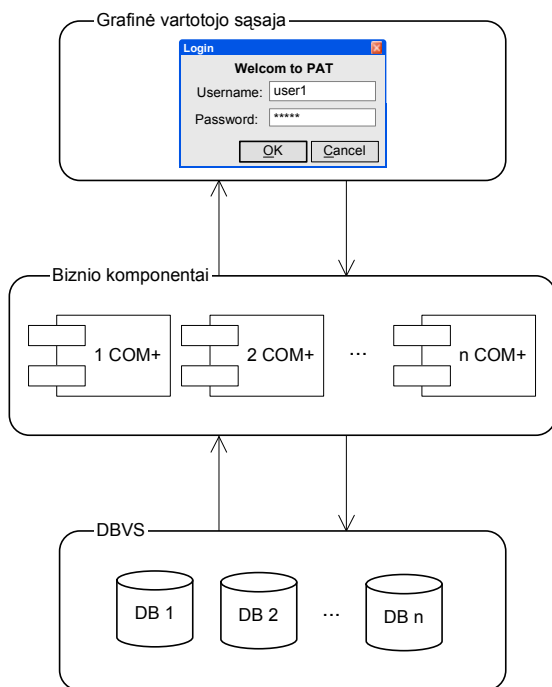 Grafinė vartotojo sąsaja
Login
Welcom to PAT
Username: user1
Password: *****
OK Cancel
Biznio komponentai
1 COM+ 2 COM+ ... n COM+
DBVS
DB 1 DB 2 ... DB n